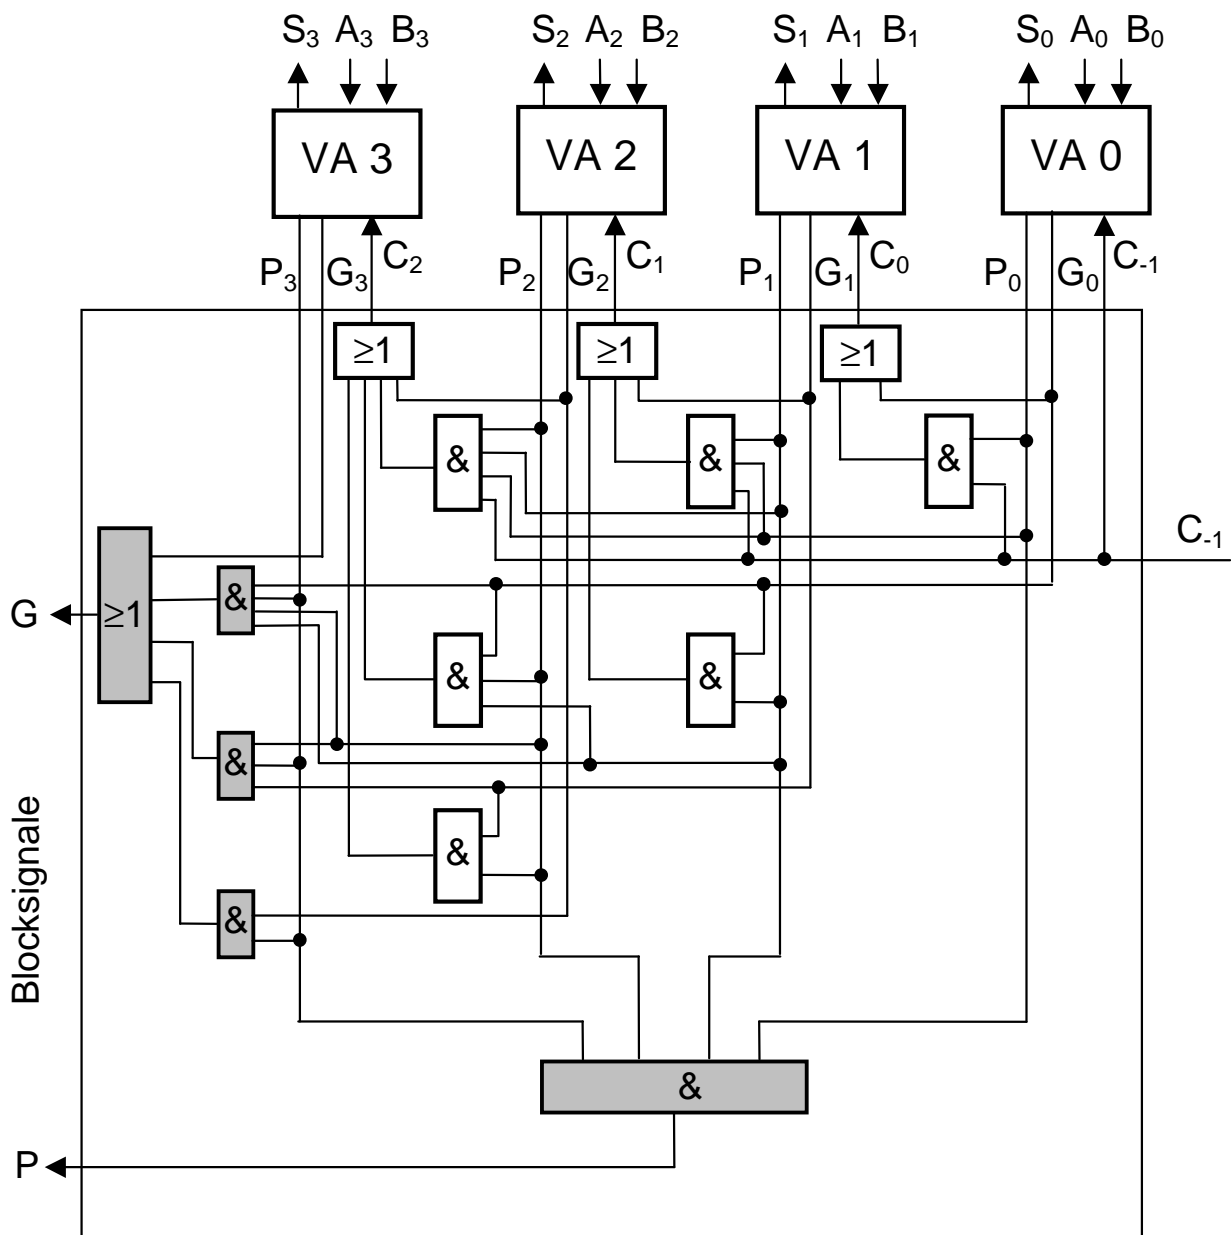 S3 A3 B3 S2 A2 B2 S1 A1 B1 S0 A0 B0
VA 3 VA 2 VA 1 VA 0
P3 G3 C2 P2 G2 C1 P1 G1 C0 P0 G0 C-1
≥1 ≥1 ≥1
& & &
C-1
G ≥1 &
& &
&
&
&
Blocksignale
&
P